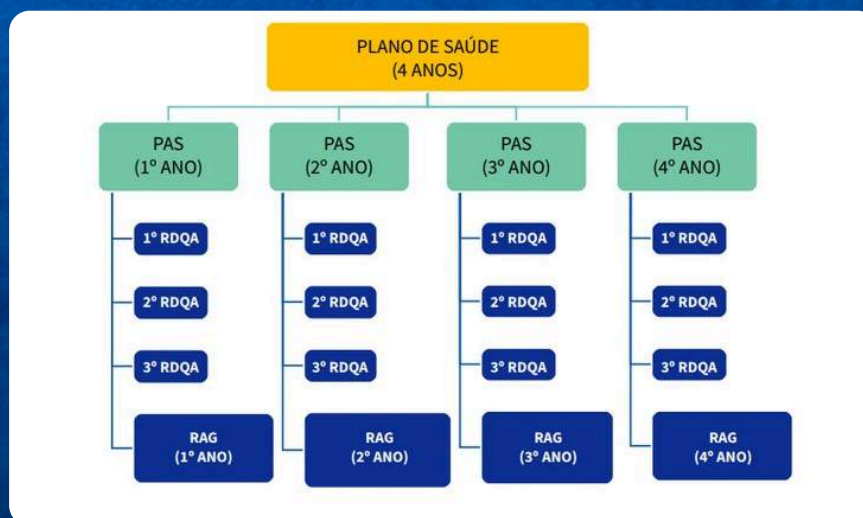 PLANO DE SAÚDE
(4 ANOS)
PAS
(1º ANO)
1º RDQA
2º RDQA
3º RDQA
RAG
(1º ANO)
PAS
(2º ANO)
1º RDQA
2º RDQA
3º RDQA
RAG
(2º ANO)
PAS
(3º ANO)
1º RDQA
2º RDQA
3º RDQA
RAG
(3º ANO)
PAS
(4º ANO)
1º RDQA
2º RDQA
3º RDQA
RAG
(4º ANO)